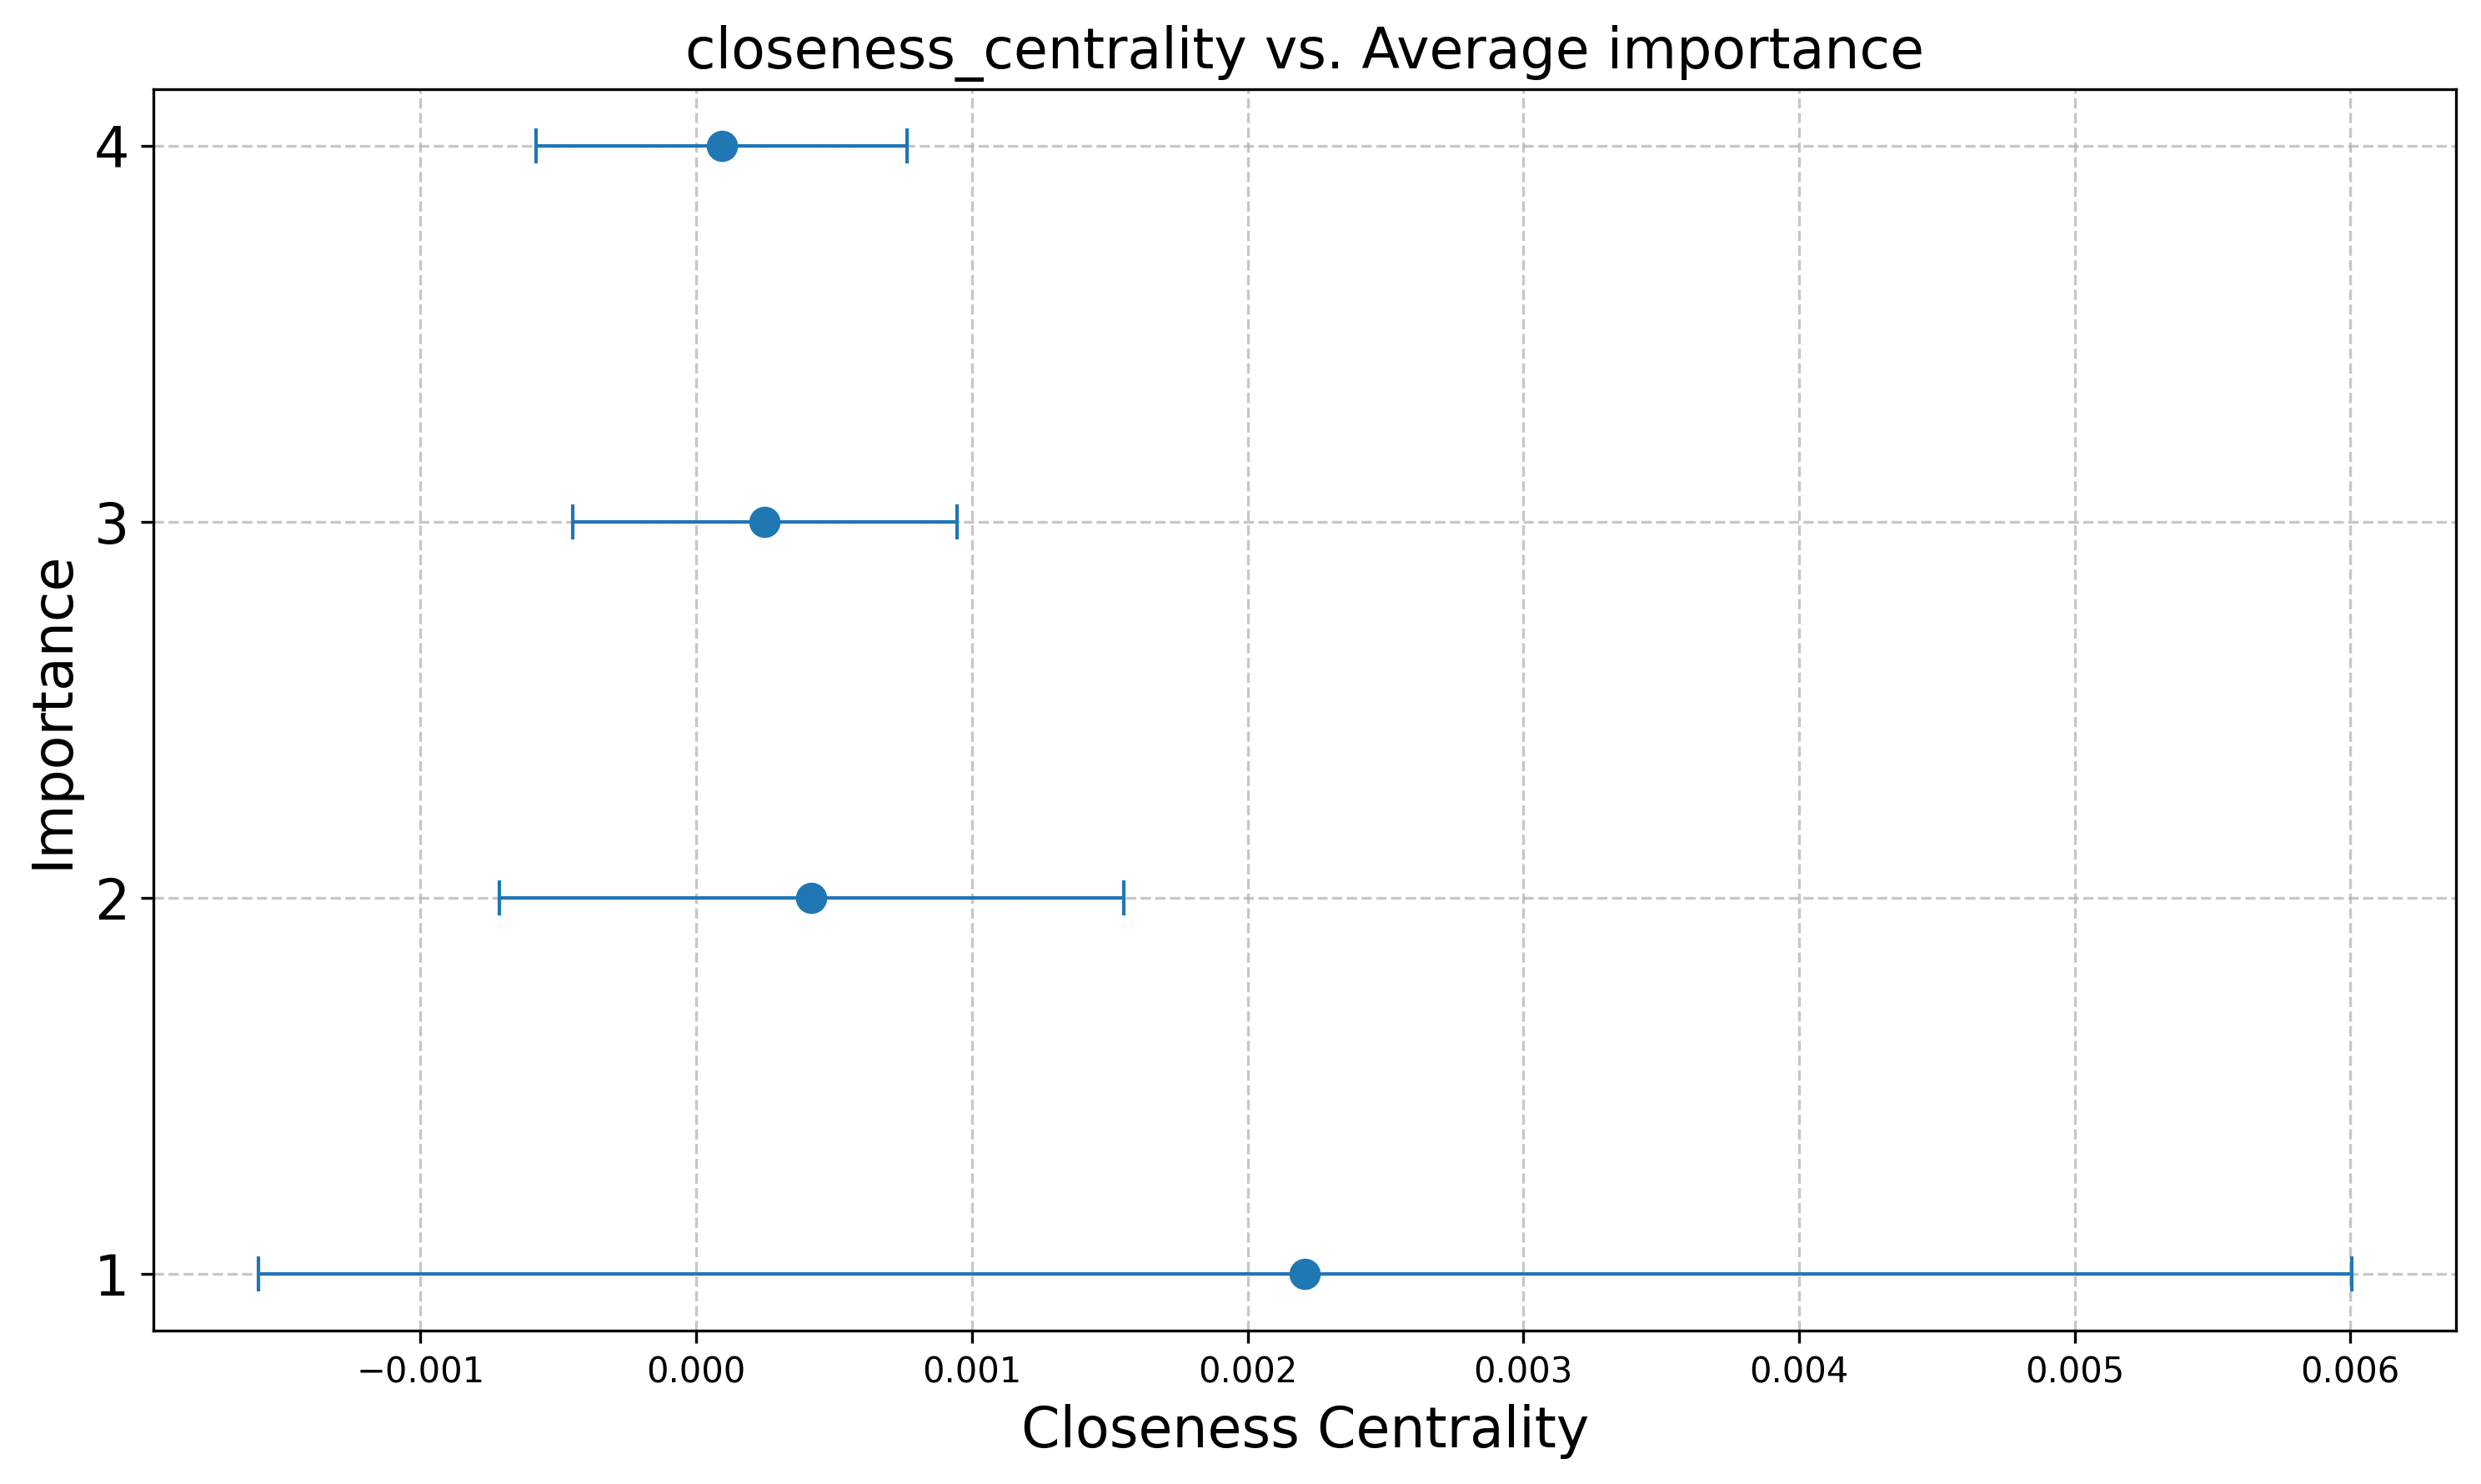 closeness_centrality vs. Average importance
4
3
2
1
Importance
−0.001 0.000 0.001 0.002 0.003 0.004 0.005 0.006
Closeness Centrality